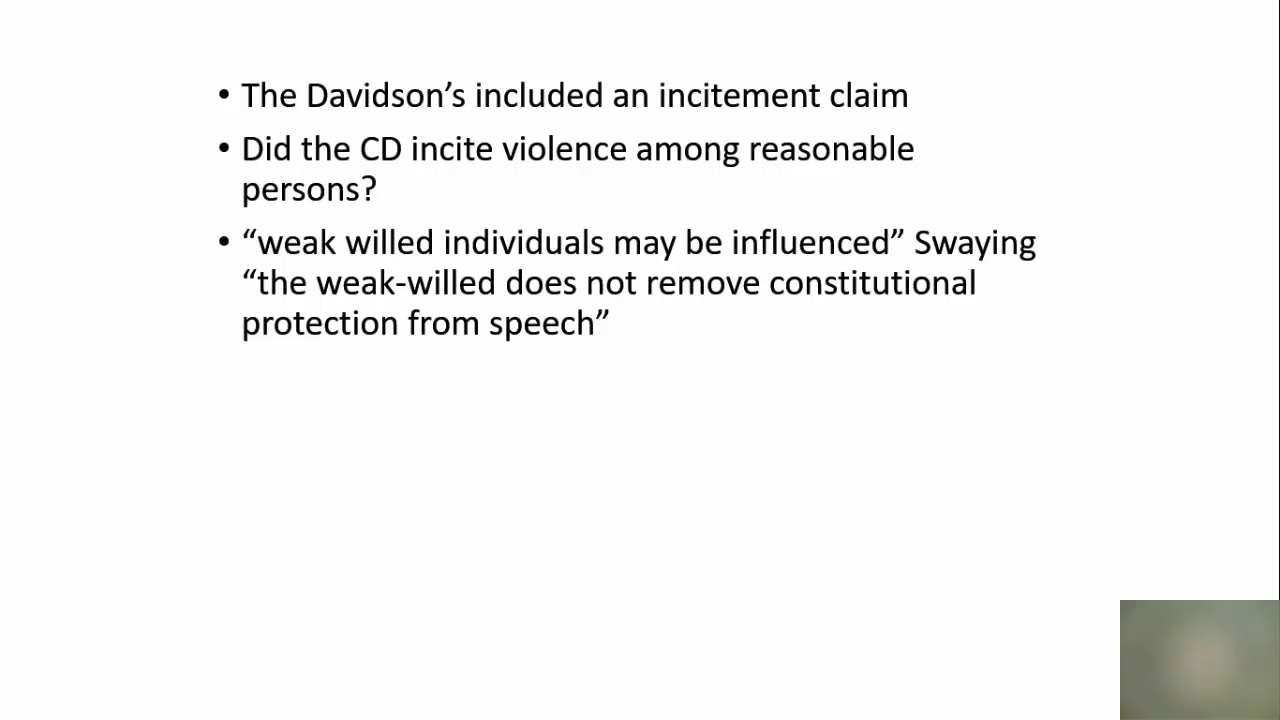 • The Davidson’s included an incitement claim
• Did the CD incite violence among reasonable
persons?
• “weak willed individuals may be influenced” Swaying
“the weak-willed does not remove constitutional
protection from speech”